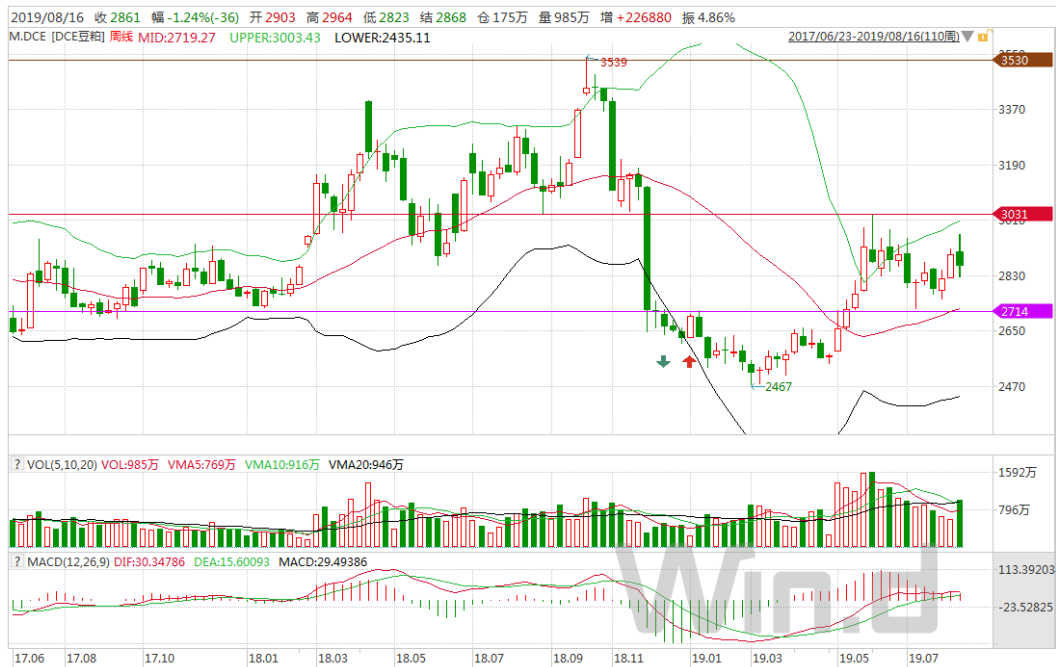 2019/08/16 收 2861 幅 -1.24%(-36) 开 2903 高 2964 低 2823 结 2868 仓 175万 量 985万 增 +226880 振 4.86%
M.DCE [DCE豆粕] 周线 MID:2719.27 UPPER:3003.43 LOWER:2435.11 2017/06/23-2019/08/16(110周)
3550
3530
3539
3370
3190
3031
3010
2830
2714
2650
2470
2467
? VOL(5,10,20) VOL:985万 VMA5:769万 VMA10:916万 VMA20:946万
1592万
796万
? MACD(12,26,9) DIF:30.34786 DEA:15.60093 MACD:29.49386
111.39203
-23.52825
Wind
17.06 17.08 17.10 18.01 18.03 18.05 18.07 18.09 18.11 19.01 19.03 19.05 19.07